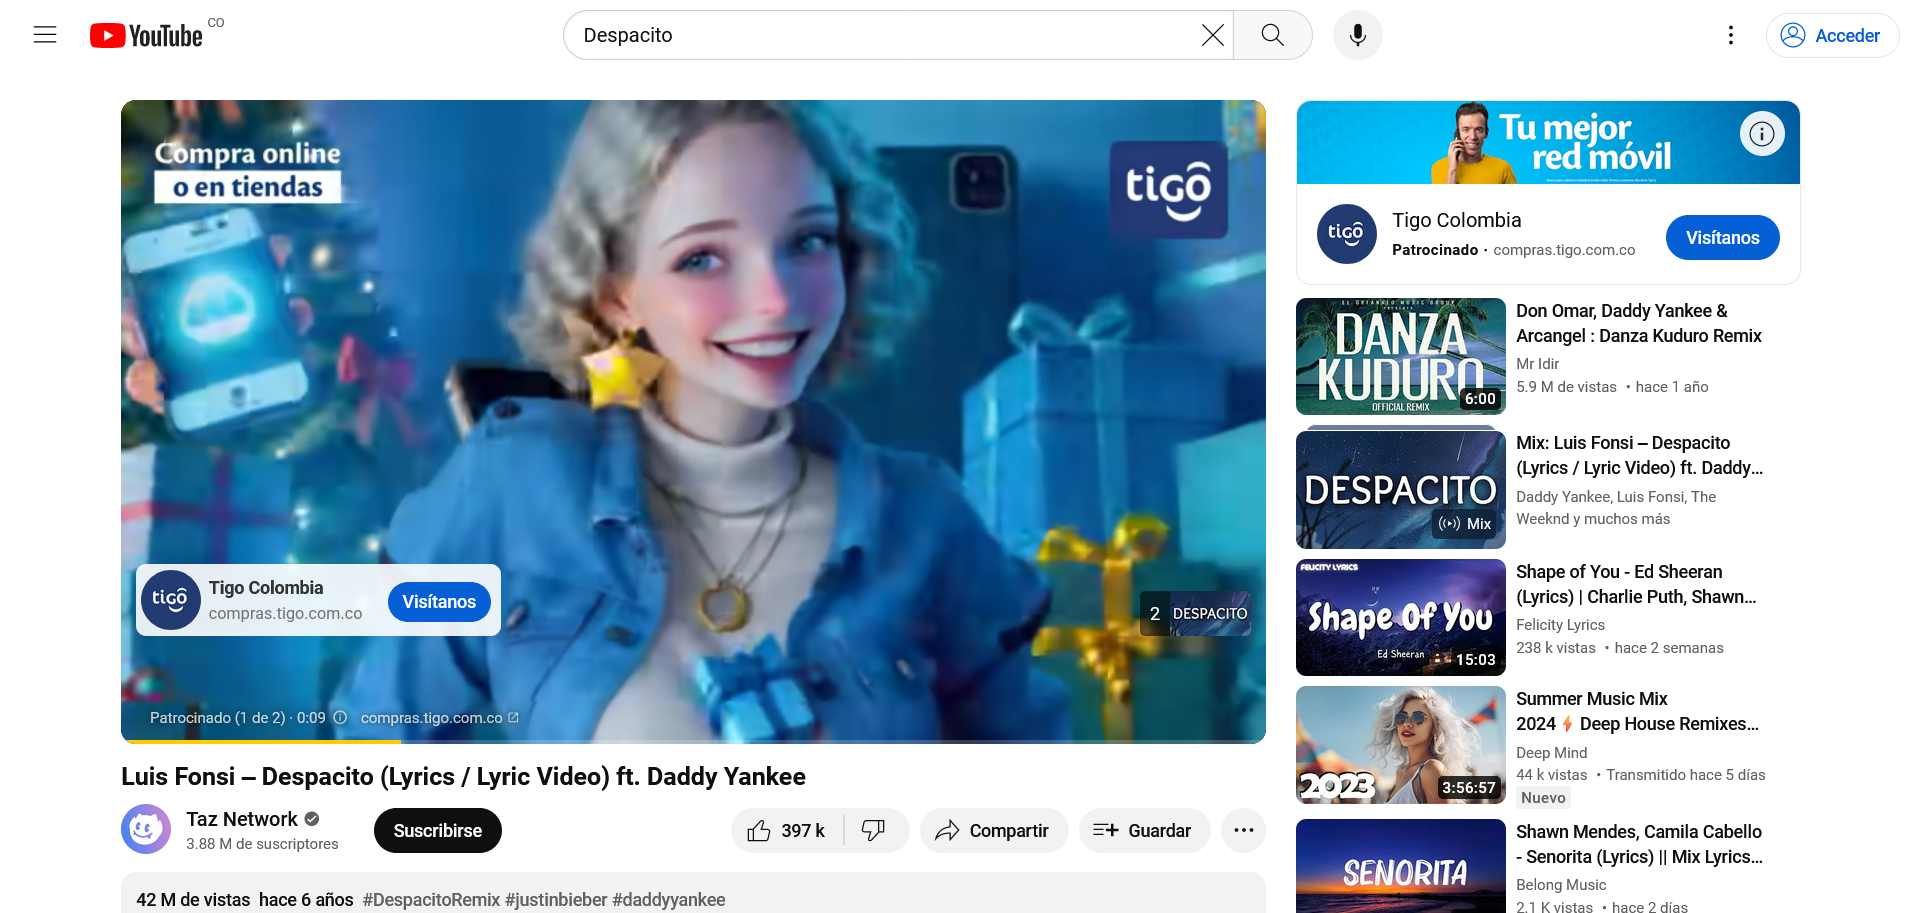 YouTube CO
Despacito
Acceder
Compra online
o en tiendas
tigo
Tigo Colombia
compras.tigo.com.co
Visítanos
tigo
2 DESPACITO
Patrocinado (1 de 2) · 0:09 compras.tigo.com.co
Luis Fonsi ‒ Despacito (Lyrics / Lyric Video) ft. Daddy Yankee
Taz Network
3.88 M de suscriptores
Suscribirse
397 k
Compartir
Guardar
42 M de vistas hace 6 años #DespacitoRemix #justinbieber #daddyyankee
Tu mejor
red móvil
tigo
Tigo Colombia
Patrocinado · compras.tigo.com.co
Visítanos
DANZA
KUDURO
OFFICIAL REMIX
6:00
Don Omar, Daddy Yankee &
Arcangel : Danza Kuduro Remix
Mr Idir
5.9 M de vistas • hace 1 año
DESPACITO
Mix
Mix: Luis Fonsi ‒ Despacito
(Lyrics / Lyric Video) ft. Daddy...
Daddy Yankee, Luis Fonsi, The
Weeknd y muchos más
FELICITY LYRICS
Shape Of You
Ed Sheeran
15:03
Shape of You - Ed Sheeran
(Lyrics) | Charlie Puth, Shawn...
Felicity Lyrics
238 k vistas • hace 2 semanas
2023
3:56:57
Summer Music Mix
2024⚡Deep House Remixes...
Deep Mind
44 k vistas • Transmitido hace 5 días
Nuevo
SENORITA
Shawn Mendes, Camila Cabello
- Senorita (Lyrics) || Mix Lyrics...
Belong Music
2.1 K vistas • hace 2 días